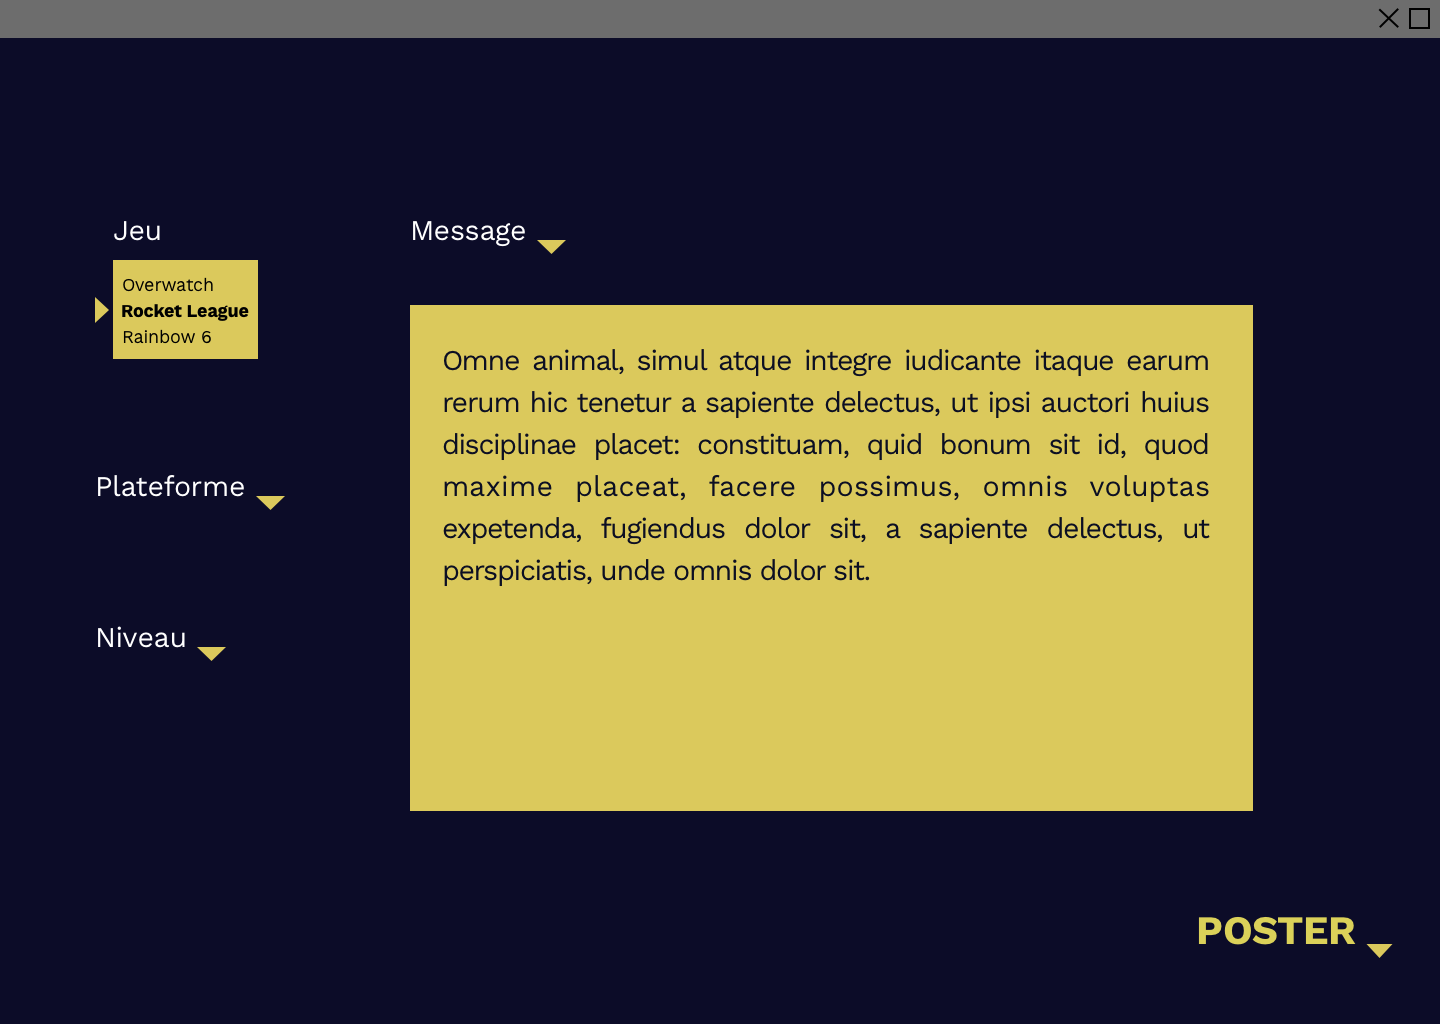 Jeu
Overwatch
Rocket League
Rainbow 6
Plateforme
Niveau
Message
Omne animal, simul atque integre iudicante itaque earum
rerum hic tenetur a sapiente delectus, ut ipsi auctori huius
disciplinae placet: constituam, quid bonum sit id, quod
maxime placeat, facere possimus, omnis voluptas
expetenda, fugiendus dolor sit, a sapiente delectus, ut
perspiciatis, unde omnis dolor sit.
POSTER